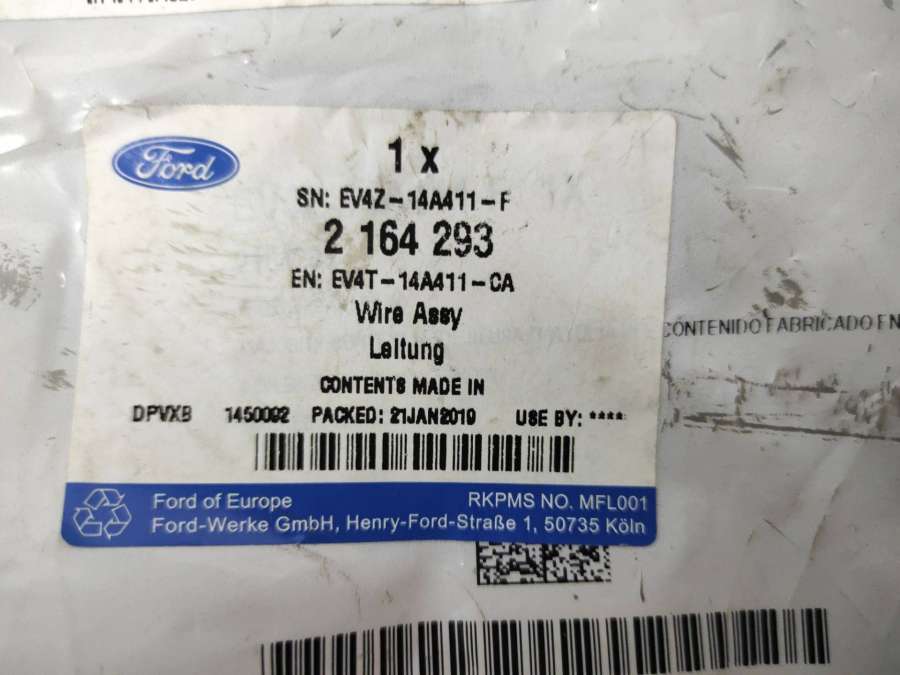 Ford
1 x
SN: EV4Z-14A411-F
2 164 293
EN: EV4T-14A411-CA
Wire Assy
Leitung
CONTENTS MADE IN
DPVXB 1450092 PACKED: 21JAN2019 USE BY: ****
Ford of Europe RKPMS NO. MFL001
Ford-Werke GmbH, Henry-Ford-Straße 1, 50735 Köln
CONTENIDO FABRICADO EN